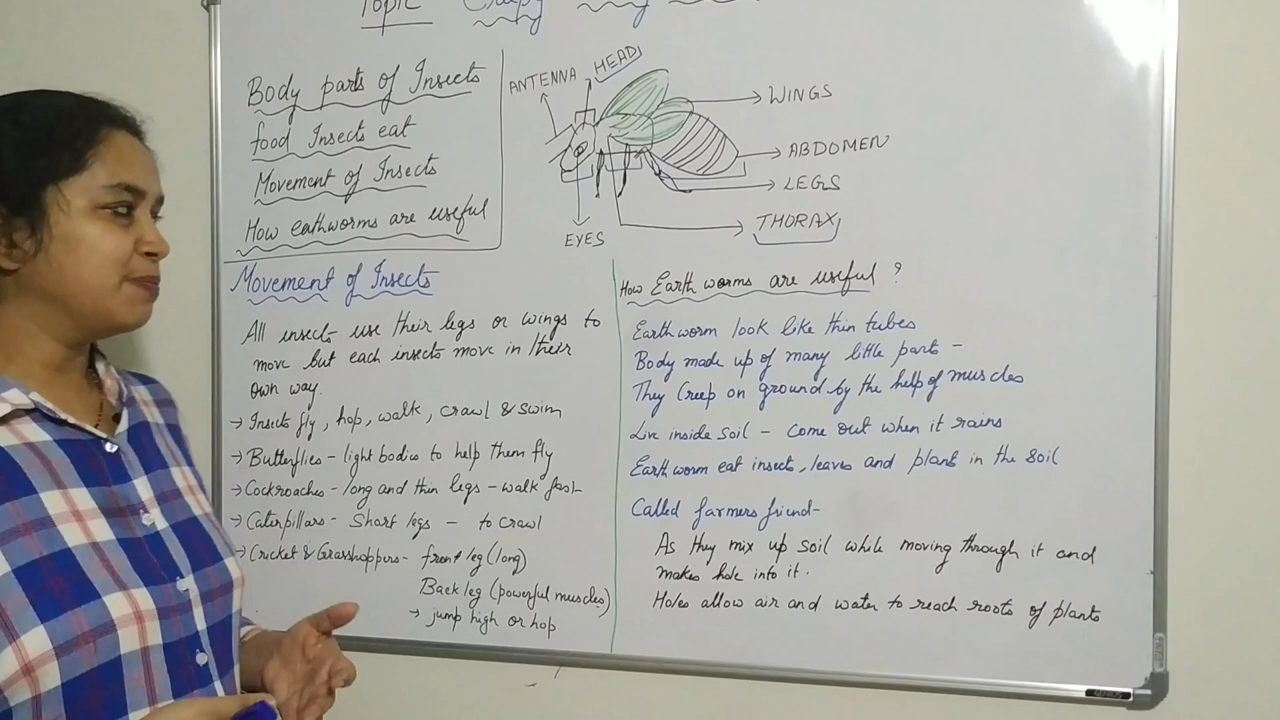 Topic Creepy
Body parts of Insects
food Insects eat
Movement of Insects
How eathworms are useful
ANTENNA
HEAD
WINGS
ABDOMEN
LEGS
THORAX
EYES
Movement of Insects
All insects use their legs or wings to
move but each insects move in their
own way.
→ Insects fly, hop, walk, crawl & swim
→ Butterflies - light bodies to help them fly
→ Cockroaches - long and thin legs - walk fast
→ Caterpillars - Short legs - to crawl
→ Cricket & Grasshoppers - front leg (long)
Back leg (powerful muscles)
→ jump high or hop
How Earth worms are useful ?
Earth worm look like thin tubes
Body made up of many little parts -
They Creep on ground by the help of muscles
Live inside soil - come out when it rains
Earth worm eat insects, leaves and plant in the soil
Called farmers friend-
As they mix up soil while moving through it and
makes hole into it.
Holes allow air and water to reach roots of plants